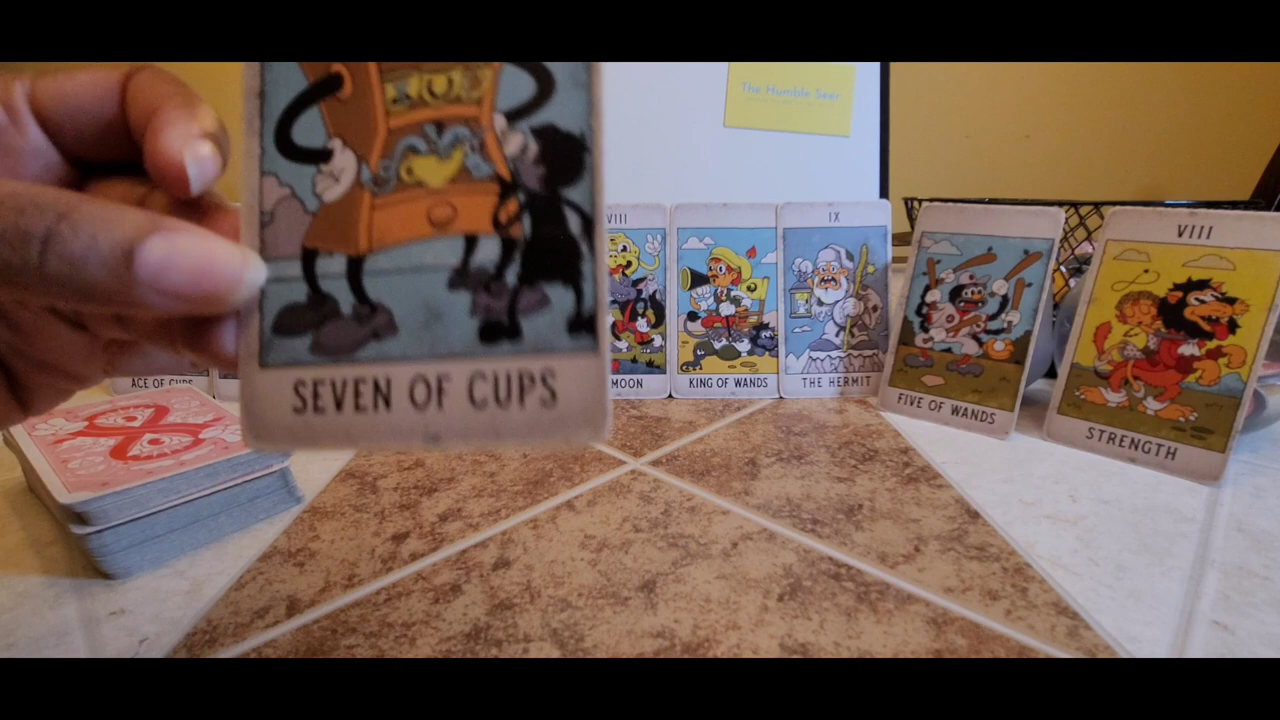 The Humble Seer
SEVEN OF CUPS
ACE OF CUPS
VIII
MOON
KING OF WANDS
IX
THE HERMIT
FIVE OF WANDS
VIII
STRENGTH